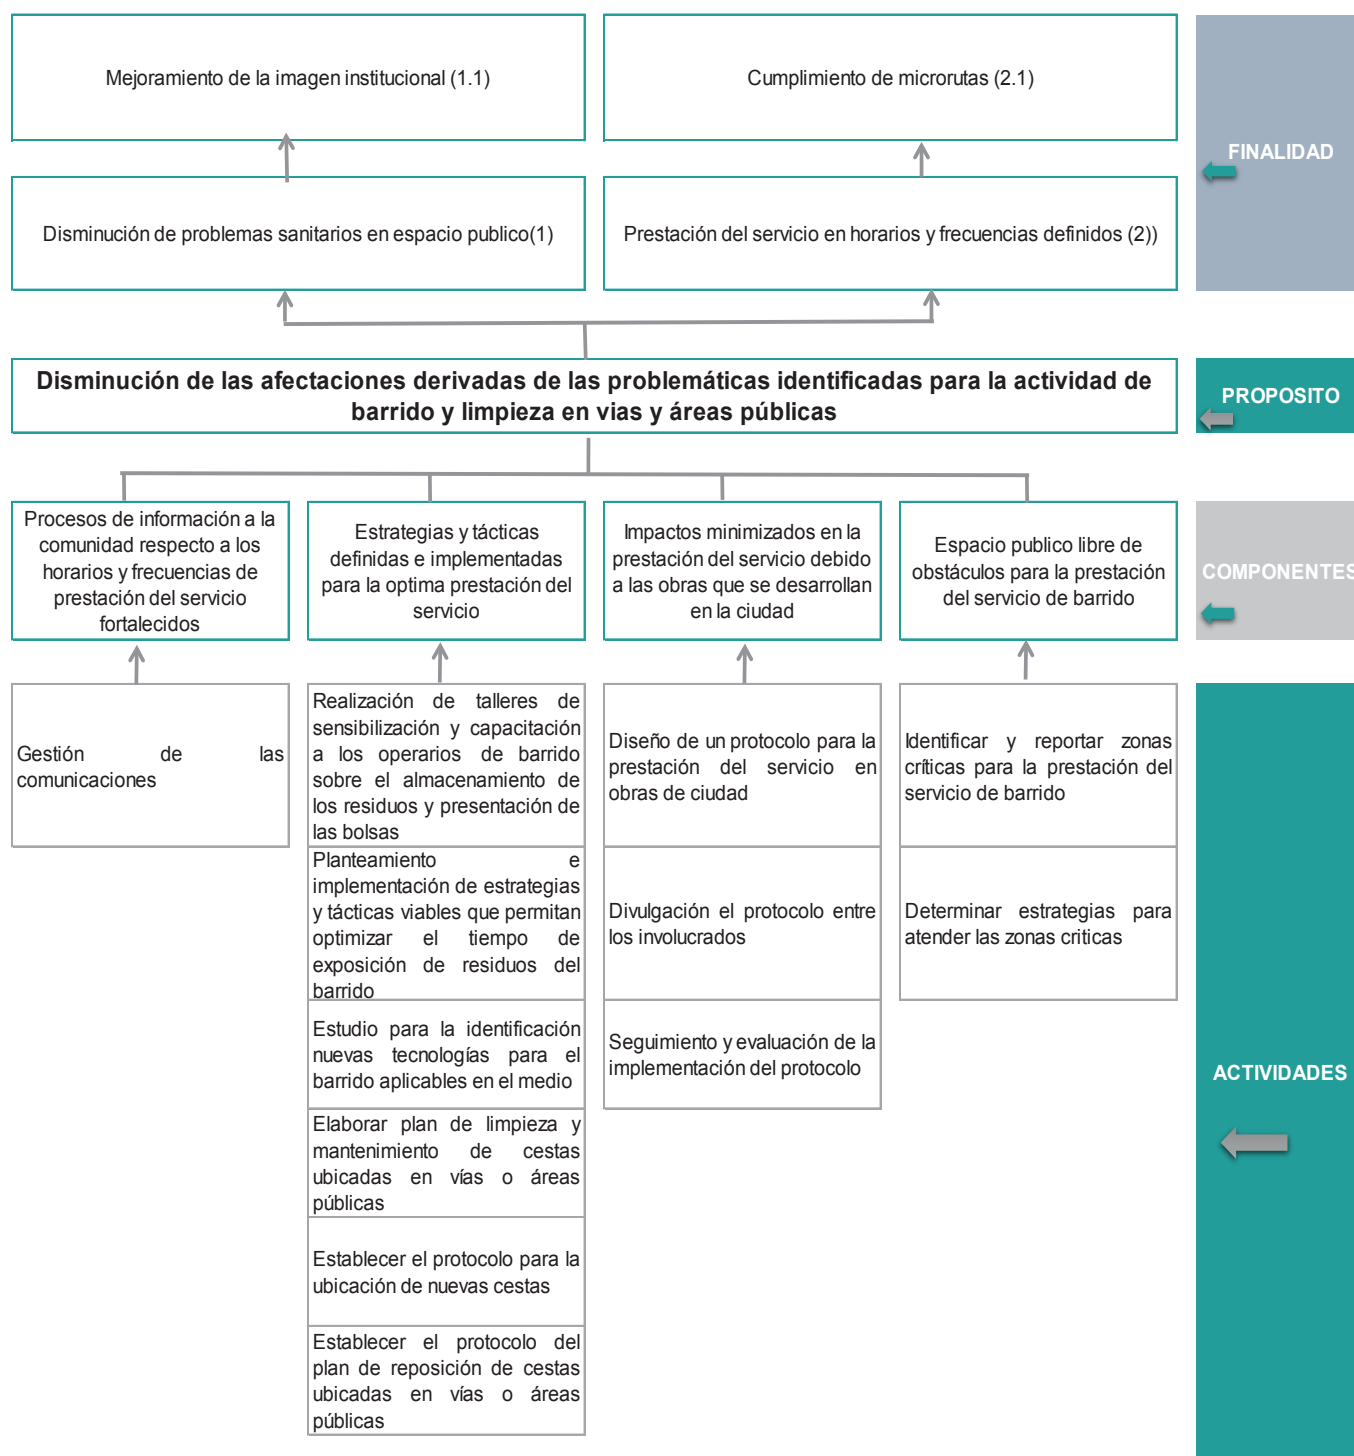 Mejoramiento de la imagen institucional (1.1)
Cumplimiento de microrutas (2.1)
FINALIDAD
Disminución de problemas sanitarios en espacio publico(1)
Prestación del servicio en horarios y frecuencias definidos (2))
Disminución de las afectaciones derivadas de las problemáticas identificadas para la actividad de
barrido y limpieza en vias y áreas públicas
PROPOSITO
Procesos de información a la
comunidad respecto a los
horarios y frecuencias de
prestación del servicio
fortalecidos
Estrategias y tácticas
definidas e implementadas
para la optima prestación del
servicio
Impactos minimizados en la
prestación del servicio debido
a las obras que se desarrollan
en la ciudad
Espacio publico libre de
obstáculos para la prestación
del servicio de barrido
COMPONENTES
Gestión de las
comunicaciones
Realización de talleres de
sensibilización y capacitación
a los operarios de barrido
sobre el almacenamiento de
los residuos y presentación de
las bolsas
Planteamiento e
implementación de estrategias
y tácticas viables que permitan
optimizar el tiempo de
exposición de residuos del
barrido
Estudio para la identificación
nuevas tecnologías para el
barrido aplicables en el medio
Elaborar plan de limpieza y
mantenimiento de cestas
ubicadas en vías o áreas
públicas
Establecer el protocolo para la
ubicación de nuevas cestas
Establecer el protocolo del
plan de reposición de cestas
ubicadas en vías o áreas
públicas
Diseño de un protocolo para la
prestación del servicio en
obras de ciudad
Divulgación el protocolo entre
los involucrados
Seguimiento y evaluación de la
implementación del protocolo
Identificar y reportar zonas
críticas para la prestación del
servicio de barrido
Determinar estrategias para
atender las zonas criticas
ACTIVIDADES